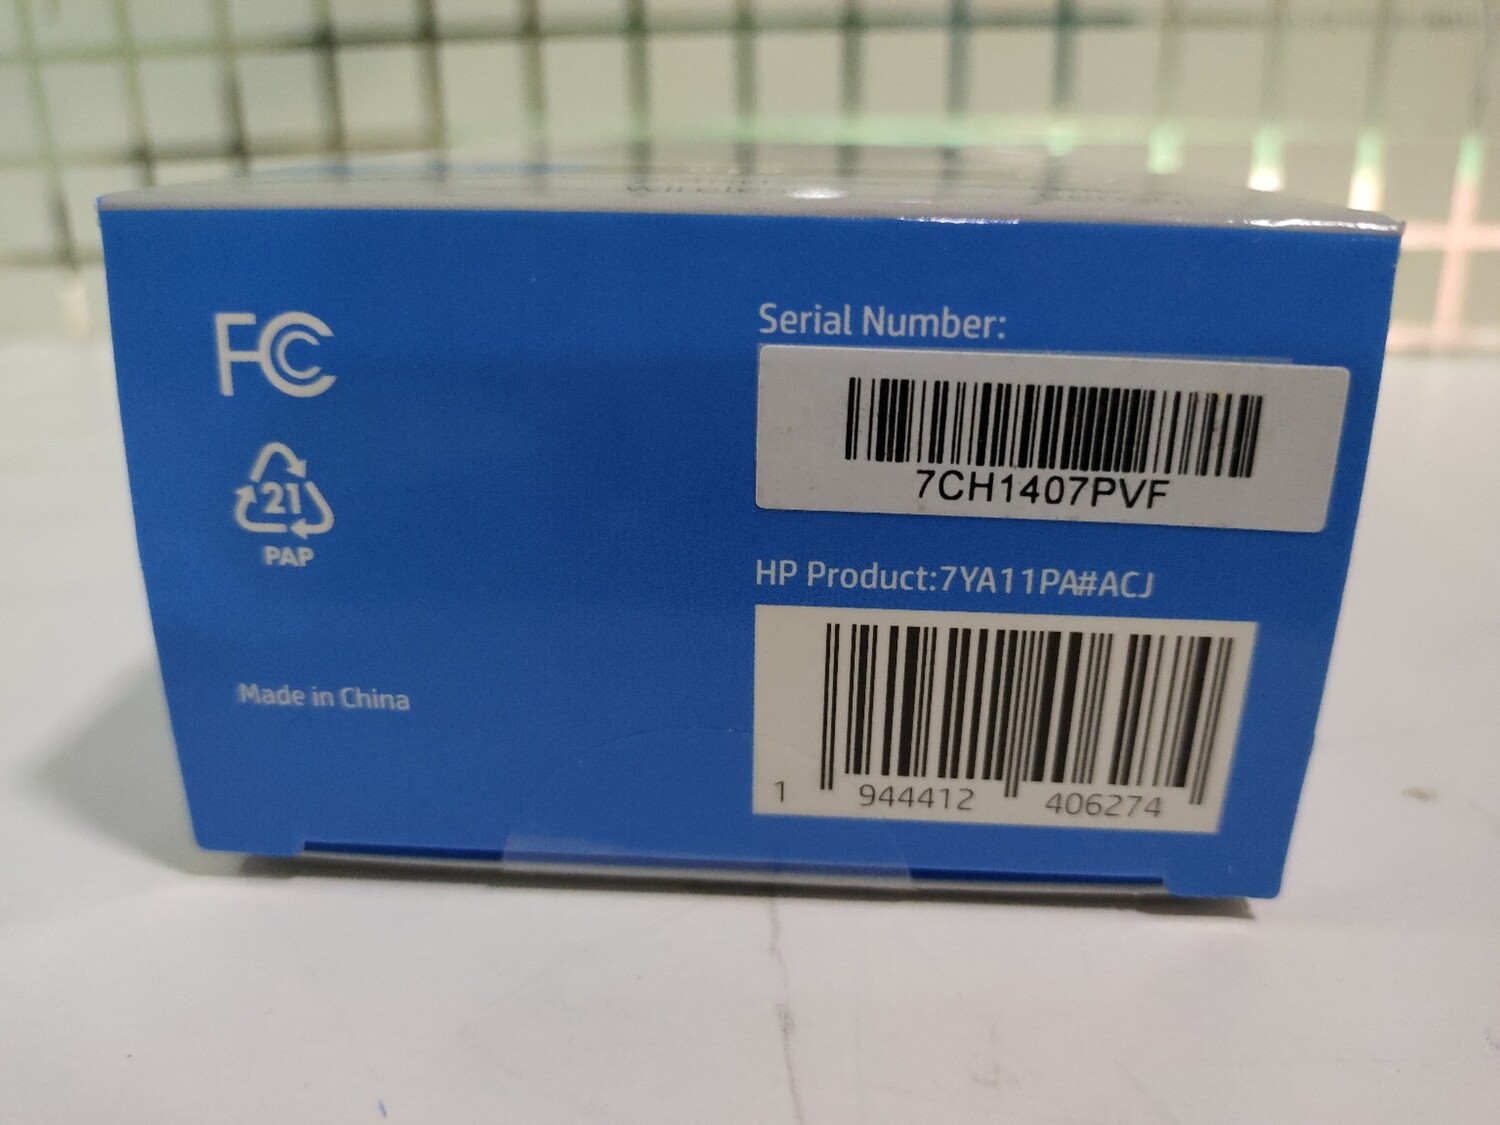 FC
21
PAP
Made in China
Serial Number:
7CH1407PVF
HP Product:7YA11PA#ACJ
1 944412 406274